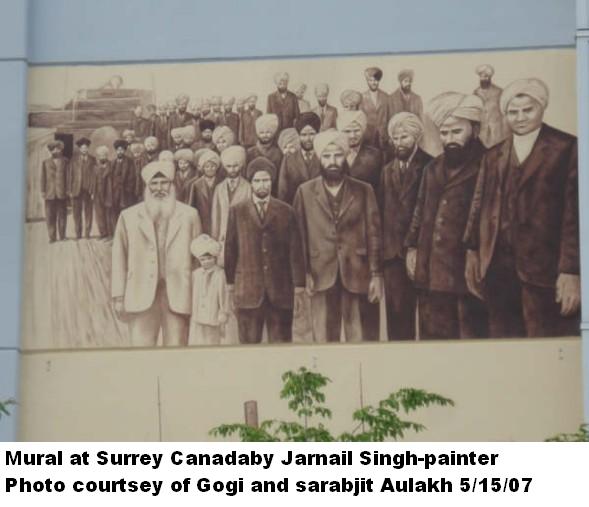 Mural at Surrey Canadaby Jarnail Singh-painter
Photo courtsey of Gogi and sarabjit Aulakh 5/15/07